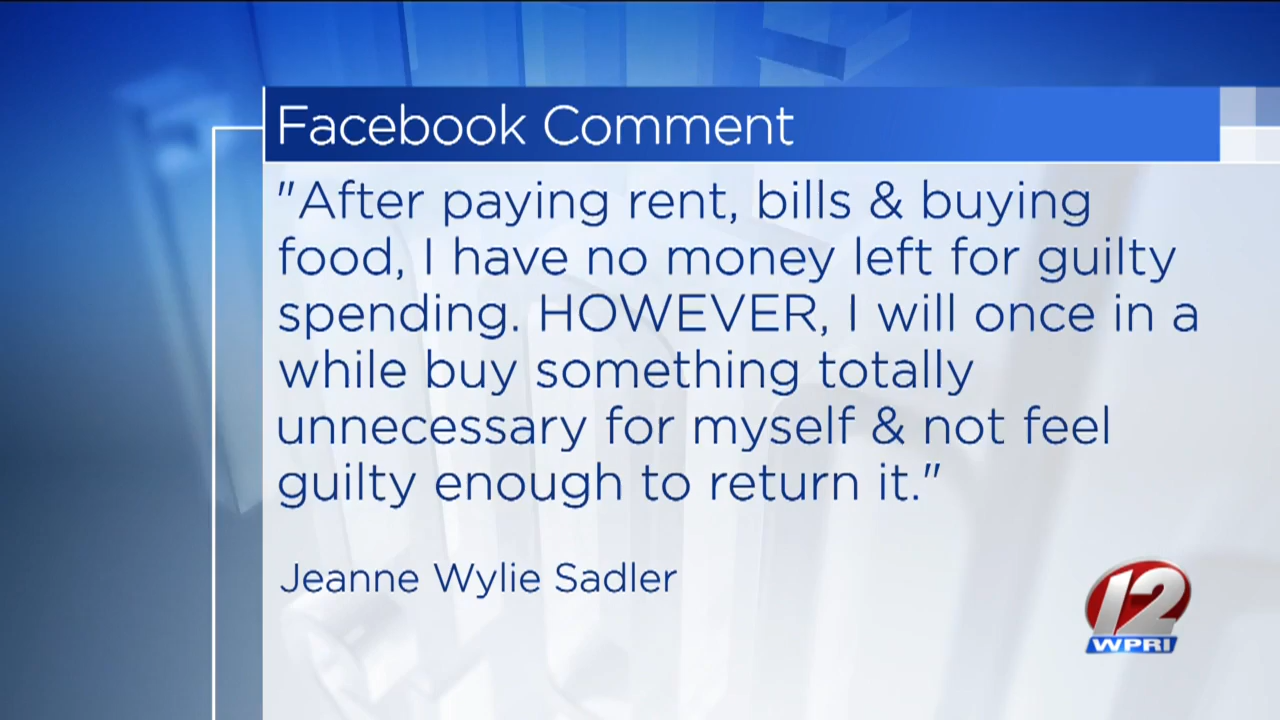 Facebook Comment
"After paying rent, bills & buying
food, I have no money left for guilty
spending. HOWEVER, I will once in a
while buy something totally
unnecessary for myself & not feel
guilty enough to return it."
Jeanne Wylie Sadler
12
WPRI